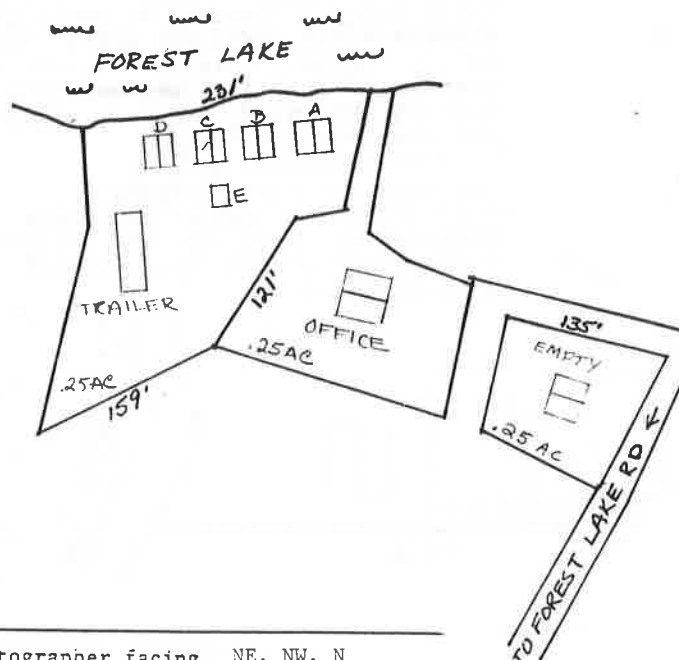 FOREST LAKE
231'
D C B A
E
TRAILER
121'
OFFICE
.25AC
.25AC
159'
135'
EMPTY
.25 AC
TO FOREST LAKE RD
tographer facing NE, NW, N